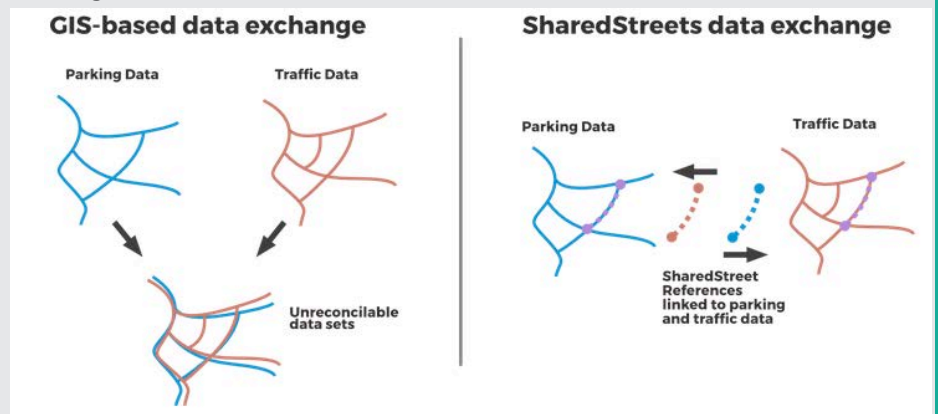 GIS-based data exchange
Parking Data
Traffic Data
Unreconcilable
data sets
SharedStreets data exchange
Parking Data
Traffic Data
SharedStreet
References
linked to parking
and traffic data